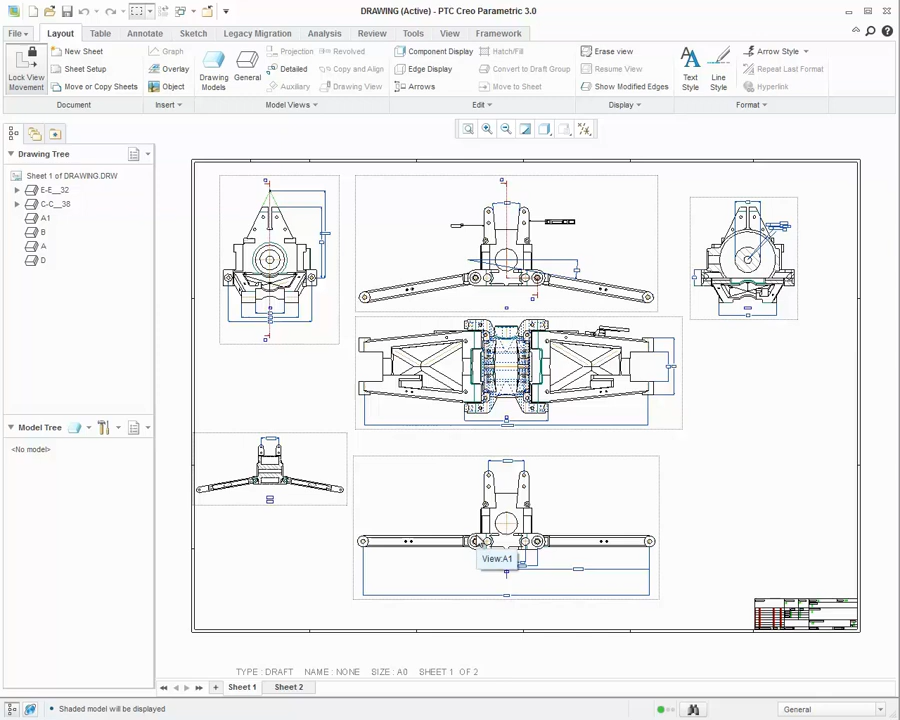 DRAWING (Active) - PTC Creo Parametric 3.0
File
Layout
Table
Annotate
Sketch
Legacy Migration
Analysis
Review
Tools
View
Framework
Lock View
Movement
New Sheet
Sheet Setup
Move or Copy Sheets
Document
Graph
Overlay
Object
Insert
Drawing
Models
General
Projection
Detailed
Auxiliary
Revolved
Copy and Align
Drawing View
Model Views
Component Display
Edge Display
Arrows
Hatch/Fill
Convert to Draft Group
Move to Sheet
Edit
Erase view
Resume View
Show Modified Edges
Display
Text
Style
Line
Style
Arrow Style
Repeat Last Format
Hyperlink
Format
Drawing Tree
Sheet 1 of DRAWING.DRW
E-E__32
C-C__38
A1
B
A
D
Model Tree
<No model>
View:A1
TYPE : DRAFT NAME : NONE SIZE : A0 SHEET 1 OF 2
Sheet 1
Sheet 2
Shaded model will be displayed
General